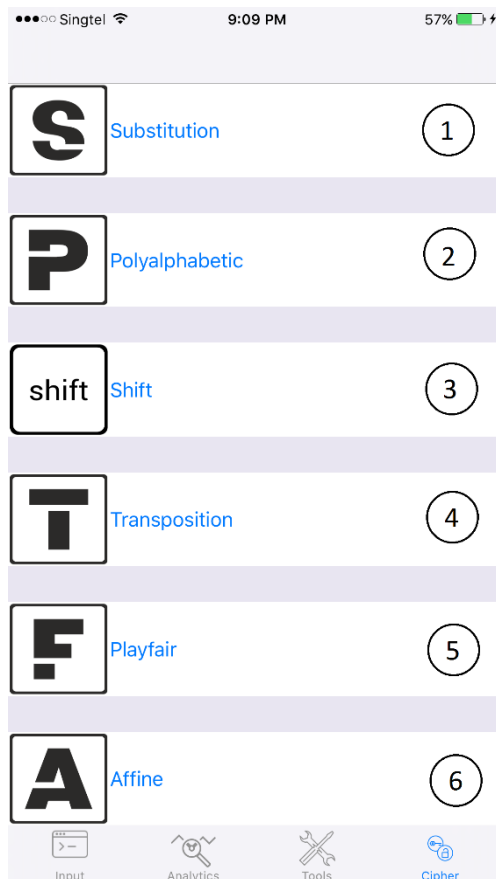 Singtel 9:09 PM 57%
S Substitution 1
P Polyalphabetic 2
shift Shift 3
T Transposition 4
F Playfair 5
A Affine 6
Input Analytics Tools Cipher